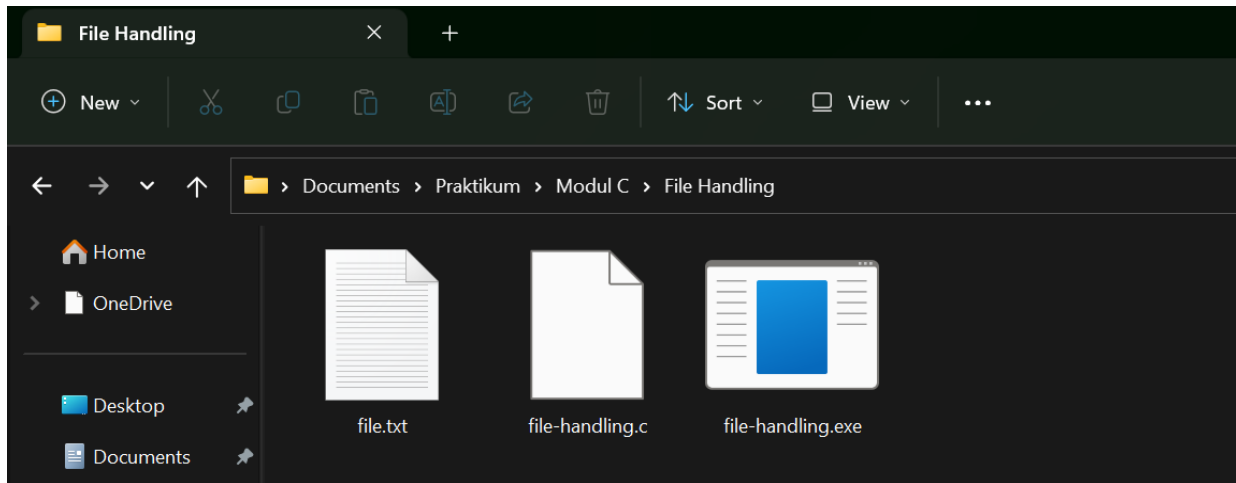 File Handling
New
Sort
View
Documents
Praktikum
Modul C
File Handling
Home
OneDrive
Desktop
Documents
file.txt
file-handling.c
file-handling.exe